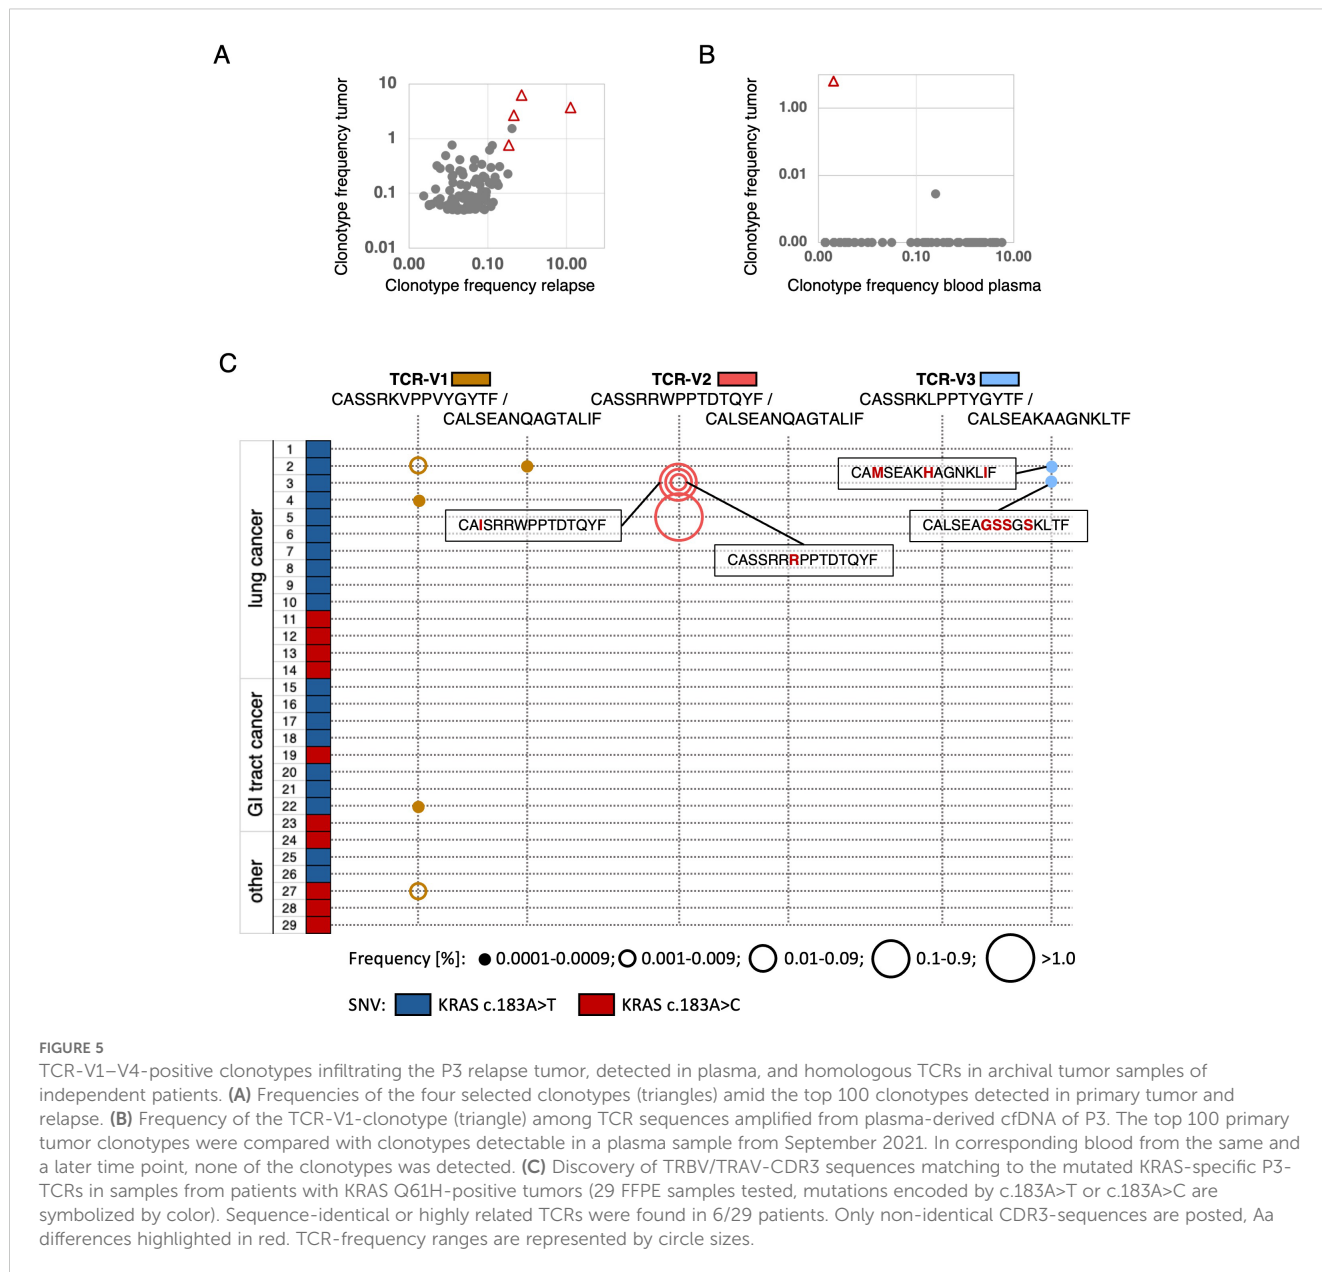 A
B
Clonotype frequency tumor
10
1
0.1
0.01
0.00 0.10 10.00
Clonotype frequency relapse
Clonotype frequency tumor
1.00
0.01
0.00
0.00 0.10 10.00
Clonotype frequency blood plasma
C
TCR-V1
CASSRKVPPVYGYTF /
CALSEANQAGTALIF
TCR-V2
CASSRRWPPTDTQYF /
CALSEANQAGTALIF
TCR-V3
CASSRKLPPTYGYTF /
CALSEAKAAGNKLTF
lung cancer
GI tract cancer
other
1
2
3
4
5
6
7
8
9
10
11
12
13
14
15
16
17
18
19
20
21
22
23
24
25
26
27
28
29
CAMSEAKHAGNKLIF
CAISRRWPPTDTQYF
CALSEAGSSGSKLTF
CASSRRRPPTDTQYF
Frequency [%]: 0.0001-0.0009; 0.001-0.009; 0.01-0.09; 0.1-0.9; >1.0
SNV: KRAS c.183A>T KRAS c.183A>C
FIGURE 5
TCR-V1–V4-positive clonotypes infiltrating the P3 relapse tumor, detected in plasma, and homologous TCRs in archival tumor samples of
independent patients. (A) Frequencies of the four selected clonotypes (triangles) amid the top 100 clonotypes detected in primary tumor and
relapse. (B) Frequency of the TCR-V1-clonotype (triangle) among TCR sequences amplified from plasma-derived cfDNA of P3. The top 100 primary
tumor clonotypes were compared with clonotypes detectable in a plasma sample from September 2021. In corresponding blood from the same and
a later time point, none of the clonotypes was detected. (C) Discovery of TRBV/TRAV-CDR3 sequences matching to the mutated KRAS-specific P3-
TCRs in samples from patients with KRAS Q61H-positive tumors (29 FFPE samples tested, mutations encoded by c.183A>T or c.183A>C are
symbolized by color). Sequence-identical or highly related TCRs were found in 6/29 patients. Only non-identical CDR3-sequences are posted, Aa
differences highlighted in red. TCR-frequency ranges are represented by circle sizes.